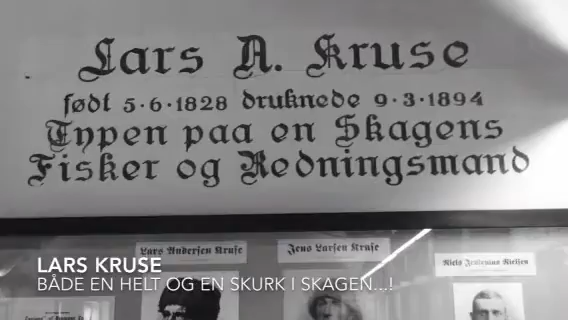 Lars A. Kruse
født 5·6·1828 druknede 9·3·1894
Typen paa en Skagens
Fisker og Redningsmand
Lars Andersen Kruse
Jens Larsen Kruse
Niels Jentenius Nielsen
LARS KRUSE
BÅDE EN HELT OG EN SKURK I SKAGEN...!